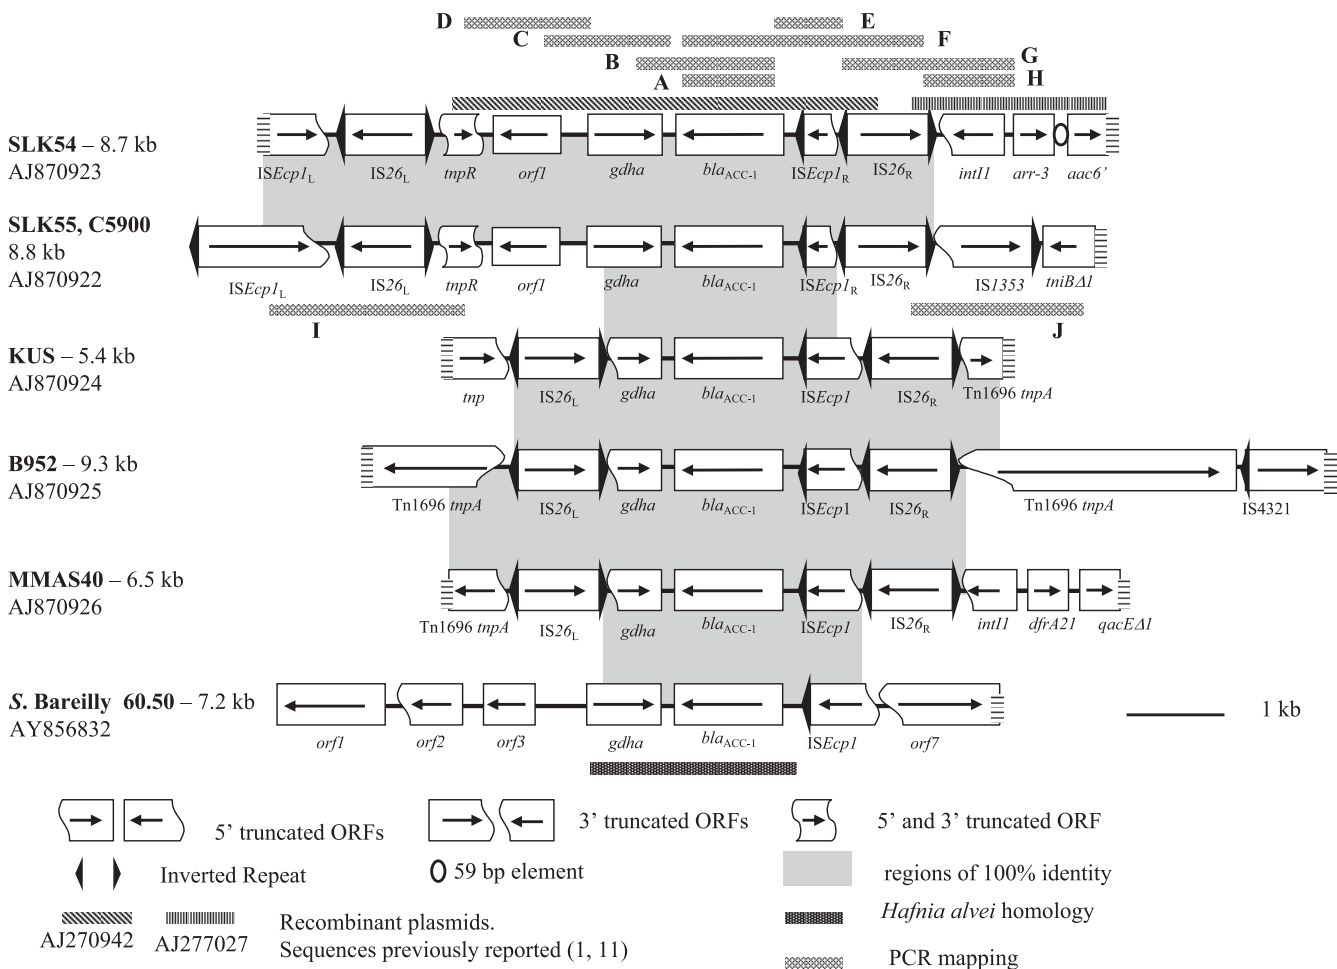 D
C
E
F
B
G
A
H
SLK54 – 8.7 kb
AJ870923
ISEcp1L IS26L tnpR orf1 gdha blaACC-1 ISEcp1R IS26R intI1 arr-3 aac6’
SLK55, C5900
8.8 kb
AJ870922
ISEcp1L IS26L tnpR orf1 gdha blaACC-1 ISEcp1R IS26R IS1353 tniBΔ1
I
J
KUS – 5.4 kb
AJ870924
tnp IS26L gdha blaACC-1 ISEcp1 IS26R Tn1696 tnpA
B952 – 9.3 kb
AJ870925
Tn1696 tnpA IS26L gdha blaACC-1 ISEcp1 IS26R Tn1696 tnpA IS4321
MMAS40 – 6.5 kb
AJ870926
Tn1696 tnpA IS26L gdha blaACC-1 ISEcp1 IS26R intI1 dfrA21 qacEΔ1
S. Bareilly 60.50 – 7.2 kb
AY856832
orf1 orf2 orf3 gdha blaACC-1 ISEcp1 orf7
1 kb
5’ truncated ORFs
3’ truncated ORFs
5’ and 3’ truncated ORF
Inverted Repeat
59 bp element
regions of 100% identity
AJ270942 AJ277027
Recombinant plasmids.
Sequences previously reported (1, 11)
Hafnia alvei homology
PCR mapping